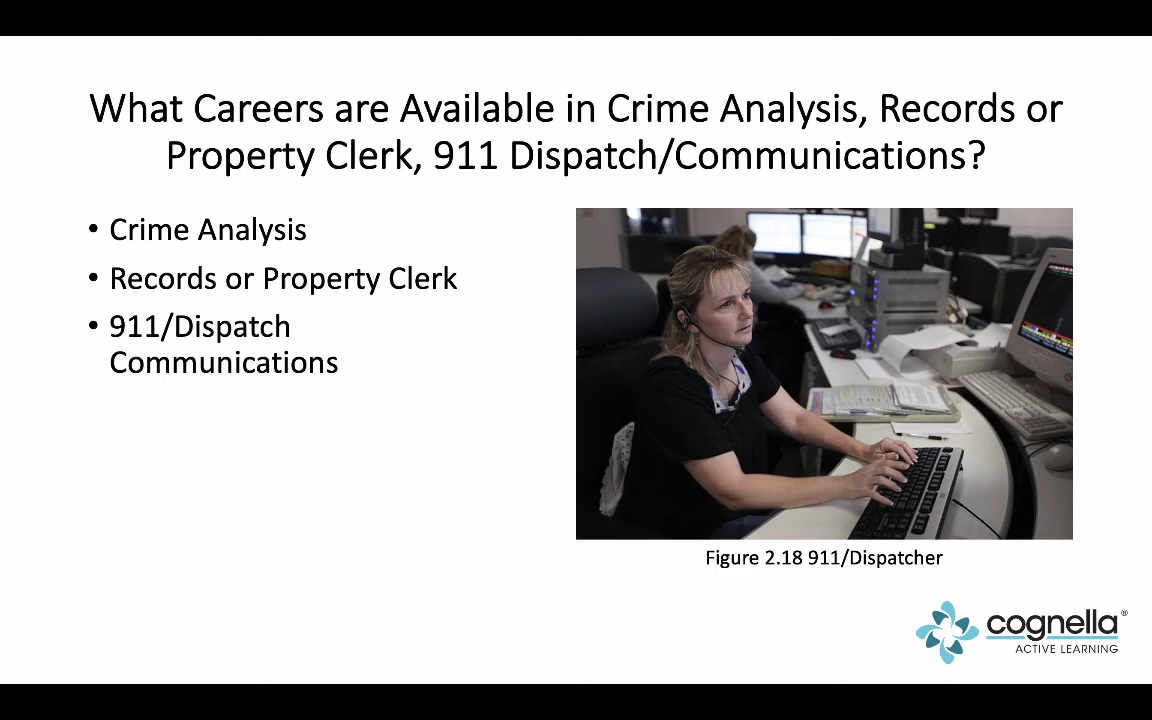 What Careers are Available in Crime Analysis, Records or
Property Clerk, 911 Dispatch/Communications?
• Crime Analysis
• Records or Property Clerk
• 911/Dispatch
Communications
Figure 2.18 911/Dispatcher
cognella®
ACTIVE LEARNING